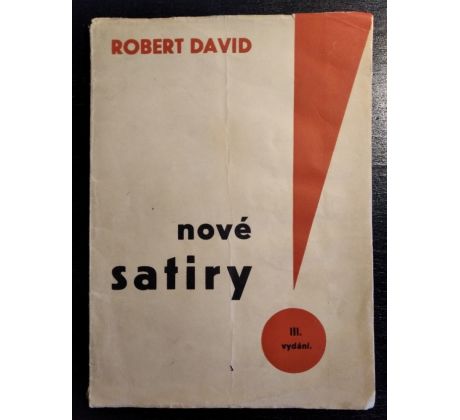 ROBERT DAVID
nové
satiry
III.
vydání.